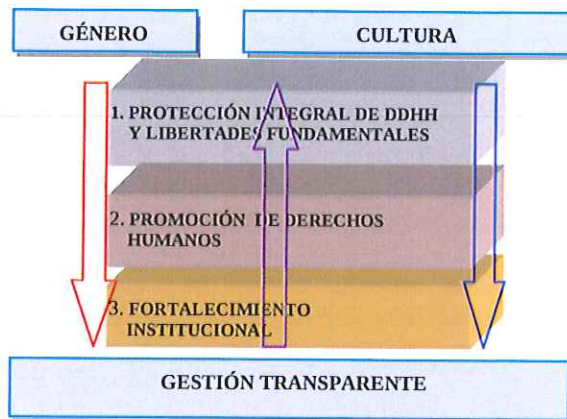 GÉNERO
CULTURA
1. PROTECCIÓN INTEGRAL DE DDHH
Y LIBERTADES FUNDAMENTALES
2. PROMOCIÓN DE DERECHOS
HUMANOS
3. FORTALECIMIENTO
INSTITUCIONAL
GESTIÓN TRANSPARENTE